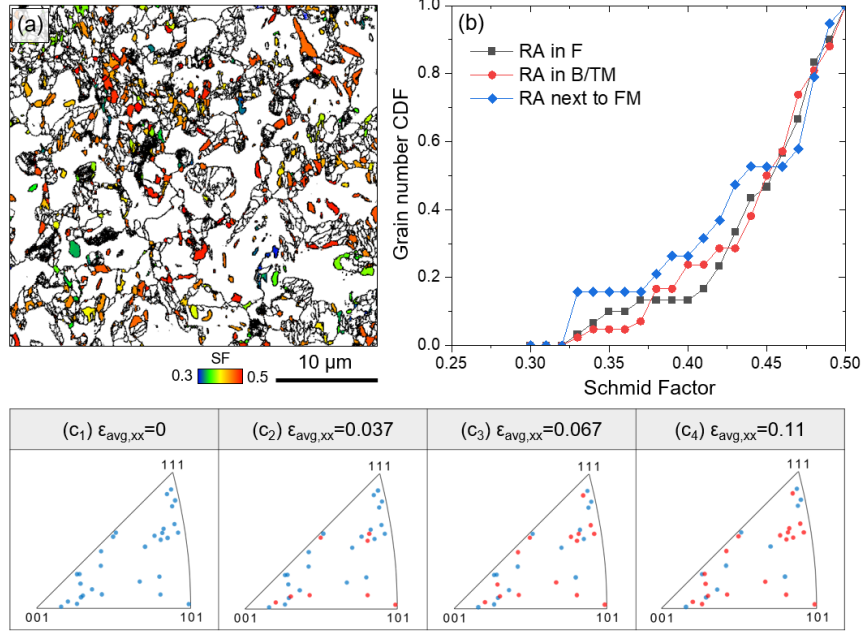 (a)
SF
0.3
0.5
10 μm
(b)
RA in F
RA in B/TM
RA next to FM
Grain number CDF
1.0
0.8
0.6
0.4
0.2
0.0
0.25
0.30
0.35
0.40
0.45
0.50
Schmid Factor
(c₁) εavg,xx=0
(c₂) εavg,xx=0.037
(c₃) εavg,xx=0.067
(c₄) εavg,xx=0.11
111
001
101
111
001
101
111
001
101
111
001
101